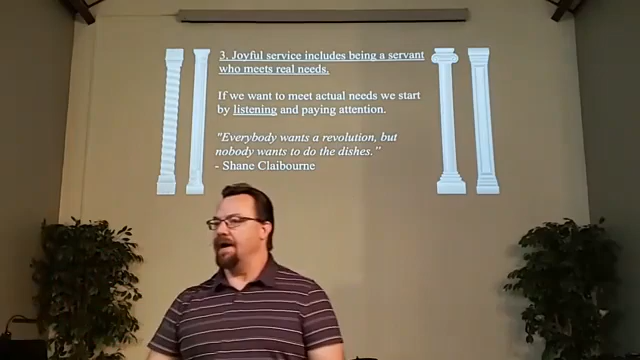 3. Joyful service includes being a servant
who meets real needs.
If we want to meet actual needs we start
by listening and paying attention.
"Everybody wants a revolution, but
nobody wants to do the dishes."
- Shane Claibourne